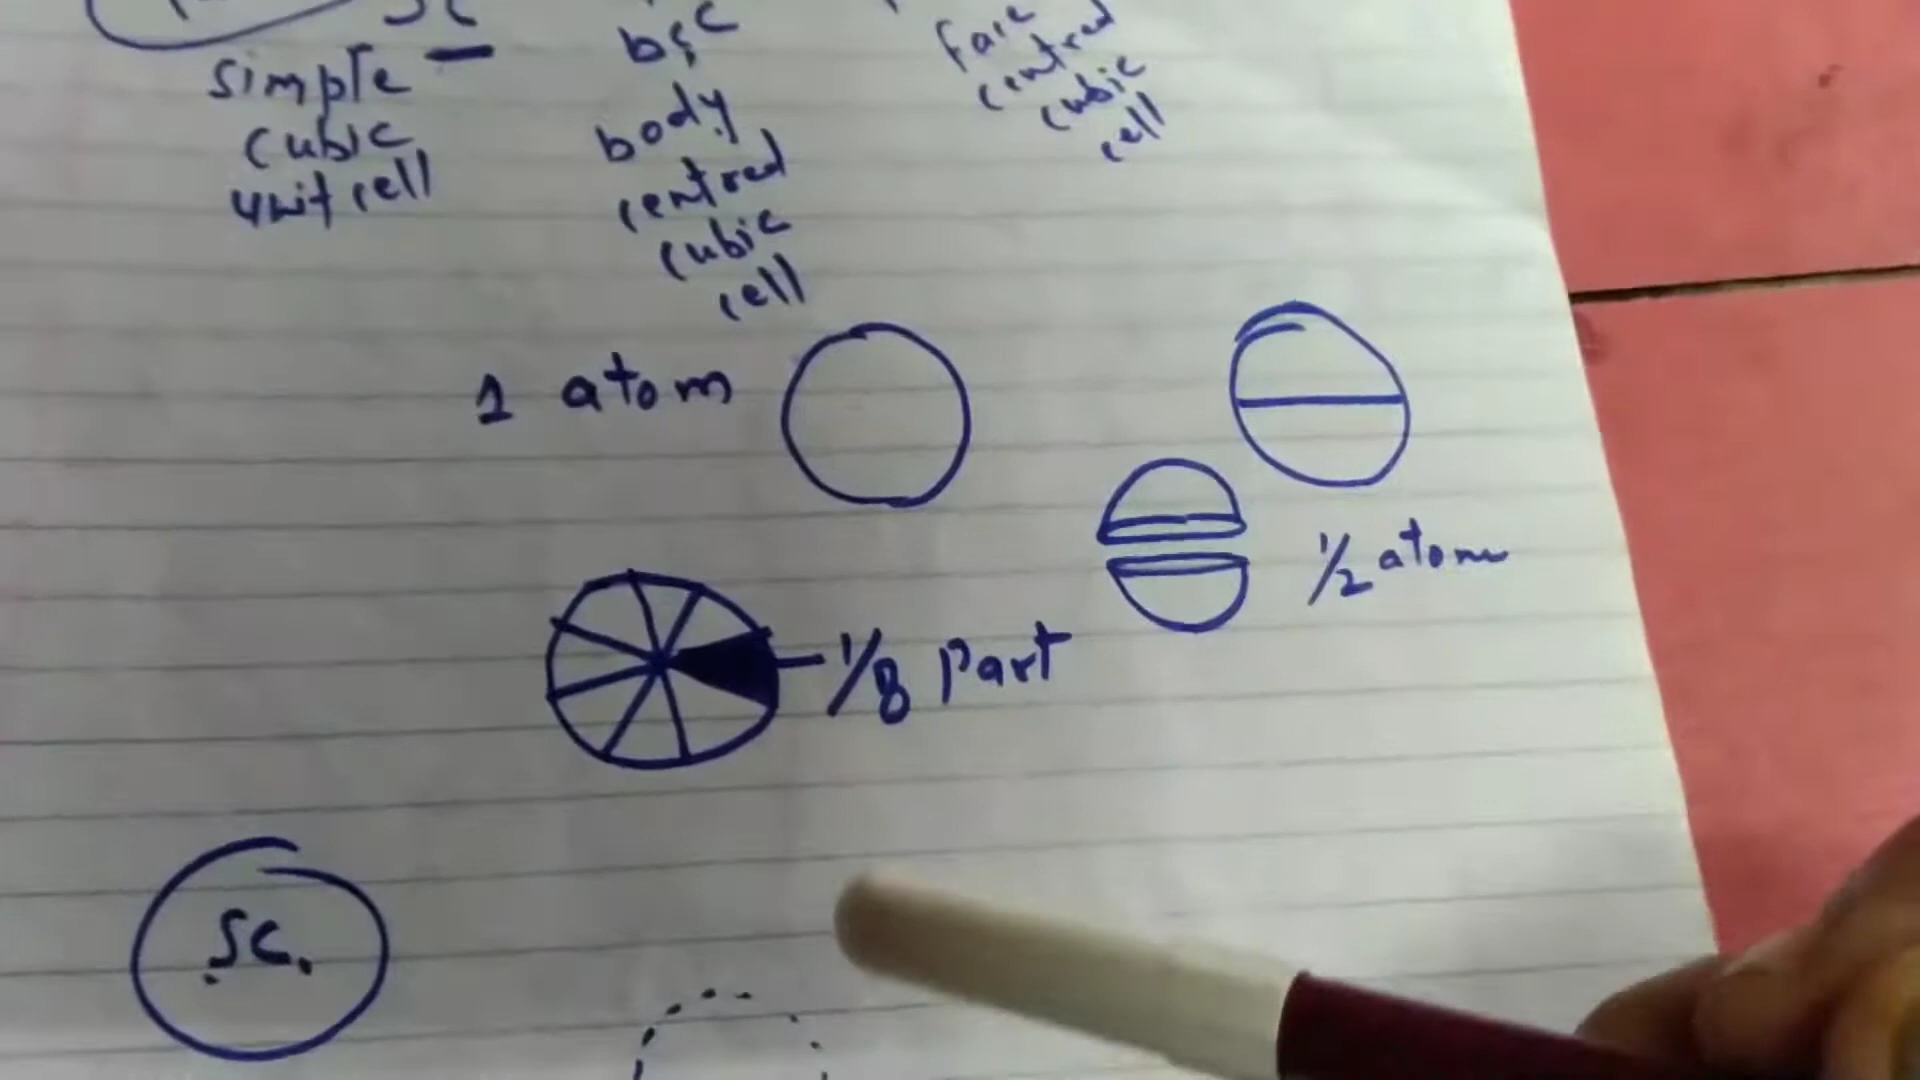 SC
simple
cubic
unit cell
bcc
body
centred
cubic
cell
face
centred
cubic
cell
1 atom
1/2 atom
1/8 part
SC.